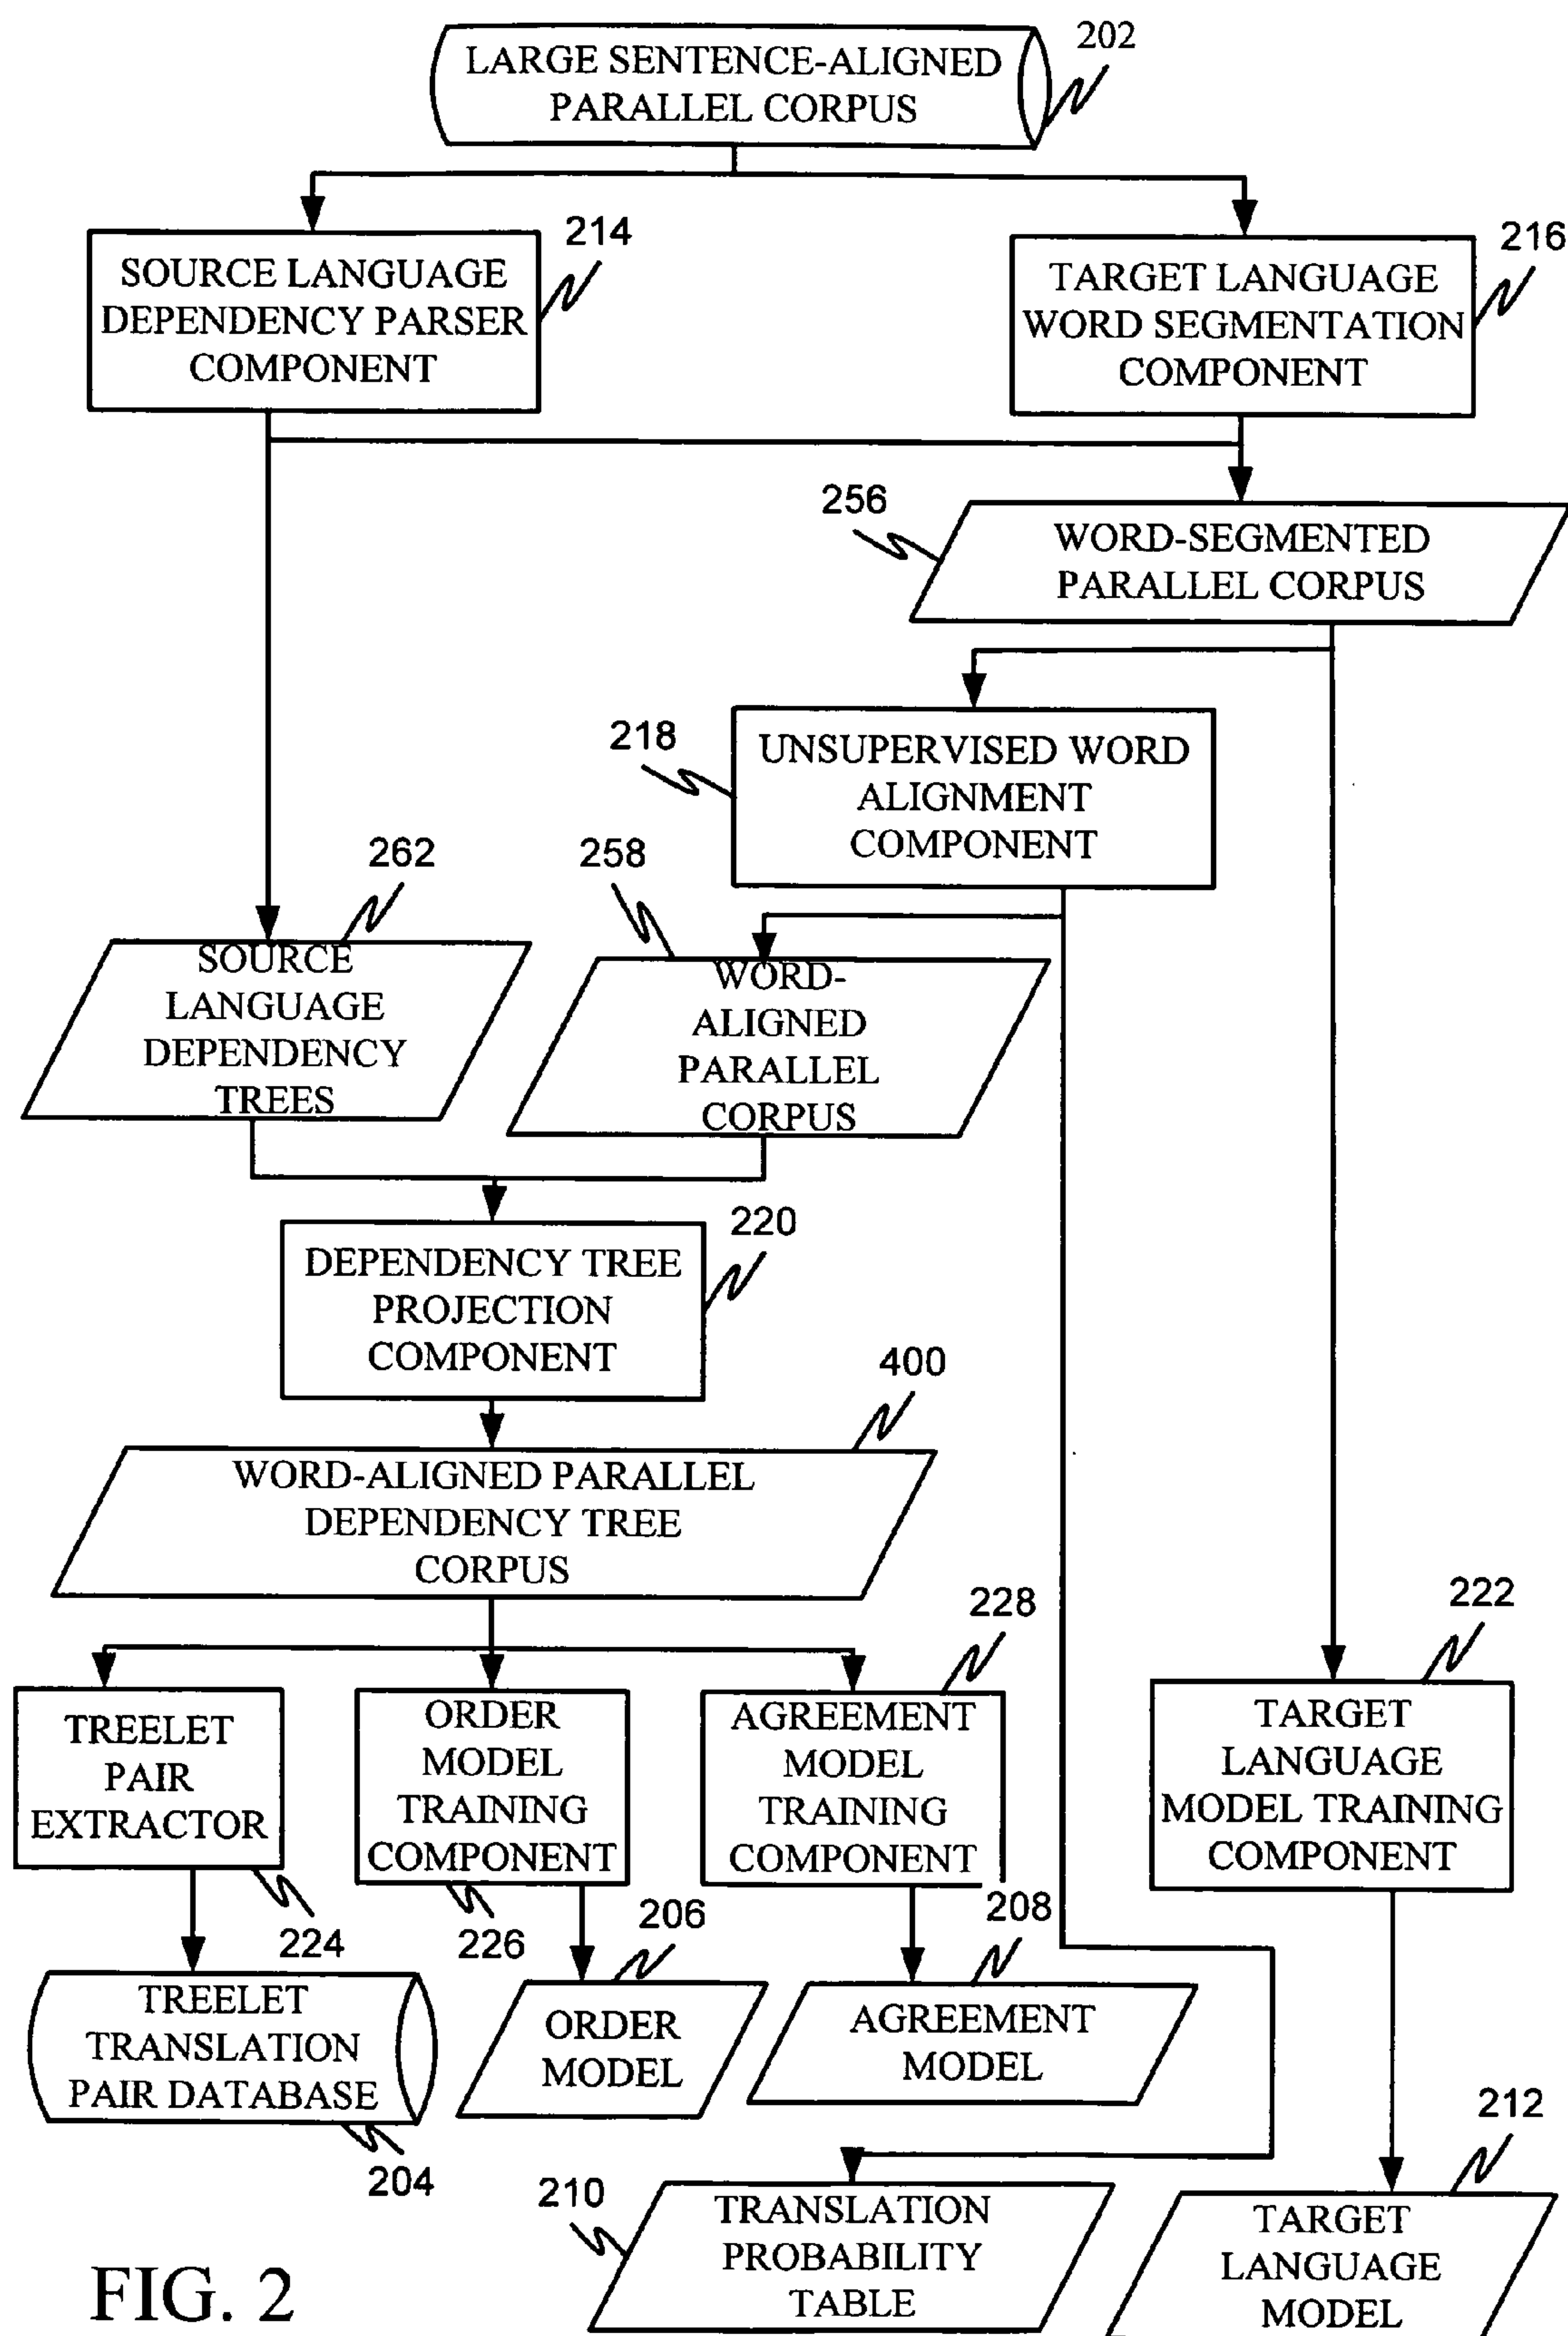 LARGE SENTENCE-ALIGNED
PARALLEL CORPUS
202
SOURCE LANGUAGE
DEPENDENCY PARSER
COMPONENT
214
TARGET LANGUAGE
WORD SEGMENTATION
COMPONENT
216
256
WORD-SEGMENTED
PARALLEL CORPUS
218
UNSUPERVISED WORD
ALIGNMENT
COMPONENT
262
SOURCE
LANGUAGE
DEPENDENCY
TREES
258
WORD-
ALIGNED
PARALLEL
CORPUS
220
DEPENDENCY TREE
PROJECTION
COMPONENT
400
WORD-ALIGNED PARALLEL
DEPENDENCY TREE
CORPUS
TREELET
PAIR
EXTRACTOR
224
ORDER
MODEL
TRAINING
COMPONENT
226
228
AGREEMENT
MODEL
TRAINING
COMPONENT
222
TARGET
LANGUAGE
MODEL TRAINING
COMPONENT
TREELET
TRANSLATION
PAIR DATABASE
204
206
ORDER
MODEL
208
AGREEMENT
MODEL
210
TRANSLATION
PROBABILITY
TABLE
212
TARGET
LANGUAGE
MODEL
FIG. 2